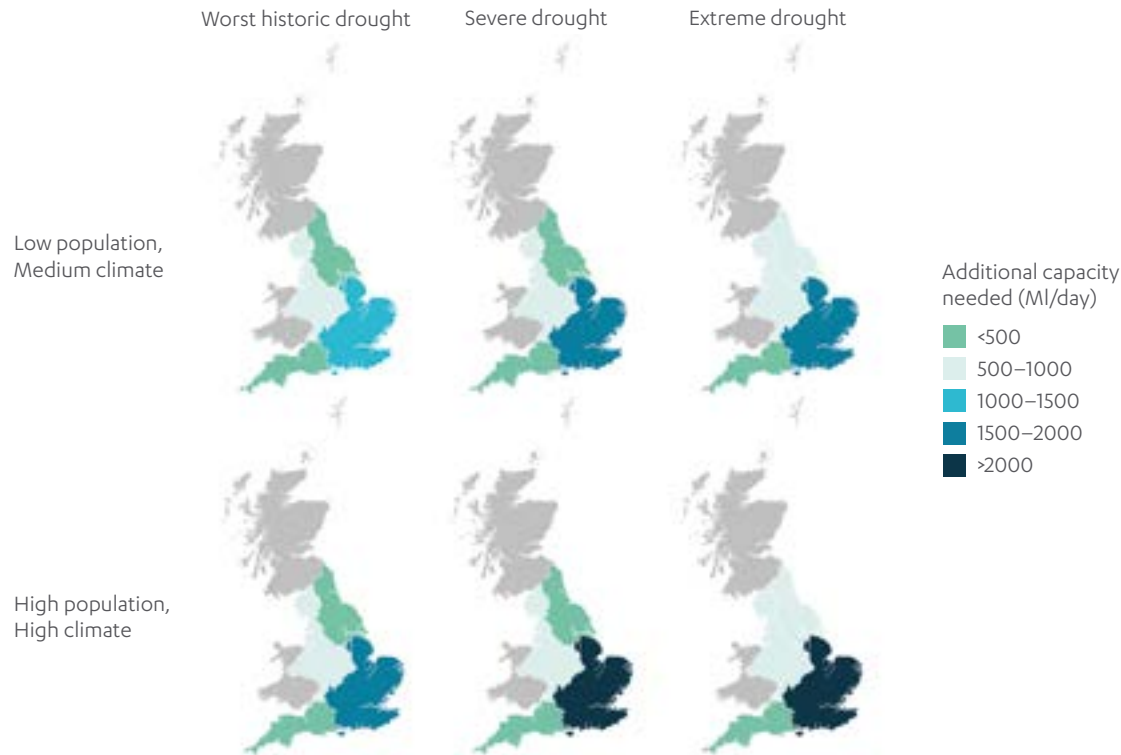 Worst historic drought
Severe drought
Extreme drought
Low population,
Medium climate
Additional capacity
needed (Ml/day)
<500
500–1000
1000–1500
1500–2000
>2000
High population,
High climate